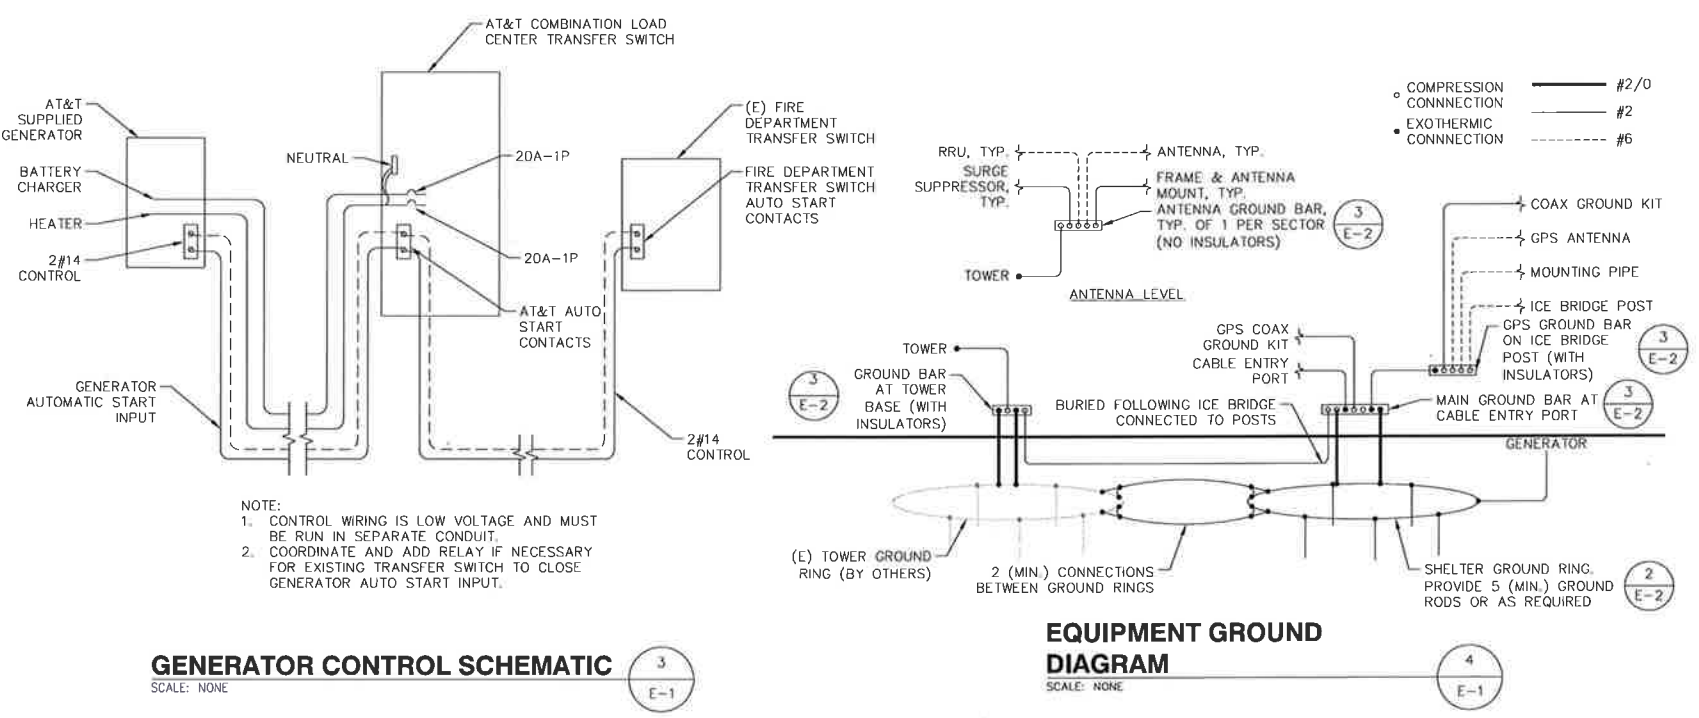 AT&T COMBINATION LOAD
CENTER TRANSFER SWITCH
AT&T
SUPPLIED
GENERATOR
BATTERY
CHARGER
HEATER
2#14
CONTROL
NEUTRAL
20A-1P
20A-1P
(E) FIRE
DEPARTMENT
TRANSFER SWITCH
FIRE DEPARTMENT
TRANSFER SWITCH
AUTO START
CONTACTS
AT&T AUTO
START
CONTACTS
GENERATOR
AUTOMATIC START
INPUT
2#14
CONTROL
NOTE:
1. CONTROL WIRING IS LOW VOLTAGE AND MUST
BE RUN IN SEPARATE CONDUIT.
2. COORDINATE AND ADD RELAY IF NECESSARY
FOR EXISTING TRANSFER SWITCH TO CLOSE
GENERATOR AUTO START INPUT.
GENERATOR CONTROL SCHEMATIC
SCALE: NONE
3
E-1
COMPRESSION
CONNNECTION
EXOTHERMIC
CONNNECTION
#2/0
#2
#6
RRU, TYP.
SURGE
SUPPRESSOR,
TYP.
ANTENNA, TYP.
FRAME & ANTENNA
MOUNT, TYP.
ANTENNA GROUND BAR,
TYP. OF 1 PER SECTOR
(NO INSULATORS)
3
E-2
TOWER
ANTENNA LEVEL
COAX GROUND KIT
GPS ANTENNA
MOUNTING PIPE
ICE BRIDGE POST
GPS GROUND BAR
ON ICE BRIDGE
POST (WITH
INSULATORS)
3
E-2
GPS COAX
GROUND KIT
CABLE ENTRY
PORT
TOWER
GROUND BAR
AT TOWER
BASE (WITH
INSULATORS)
3
E-2
BURIED FOLLOWING ICE BRIDGE
CONNECTED TO POSTS
MAIN GROUND BAR AT
CABLE ENTRY PORT
3
E-2
GENERATOR
(E) TOWER GROUND
RING (BY OTHERS)
2 (MIN.) CONNECTIONS
BETWEEN GROUND RINGS
SHELTER GROUND RING.
PROVIDE 5 (MIN.) GROUND
RODS OR AS REQUIRED
2
E-2
EQUIPMENT GROUND
DIAGRAM
SCALE: NONE
4
E-1